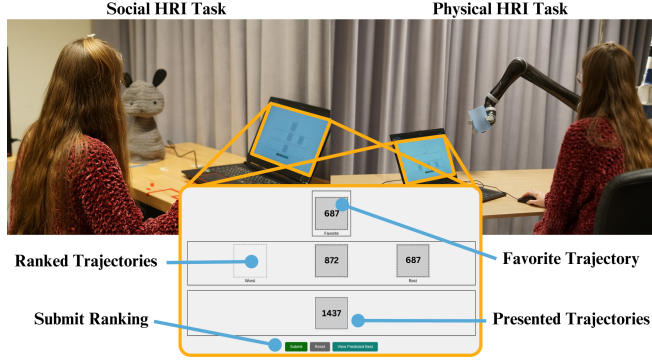 Social HRI Task
Physical HRI Task
687
Favorite
Ranked Trajectories
Favorite Trajectory
872
687
Worst
Best
Submit Ranking
1437
Presented Trajectories
Submit
Reset
View Predicted Best